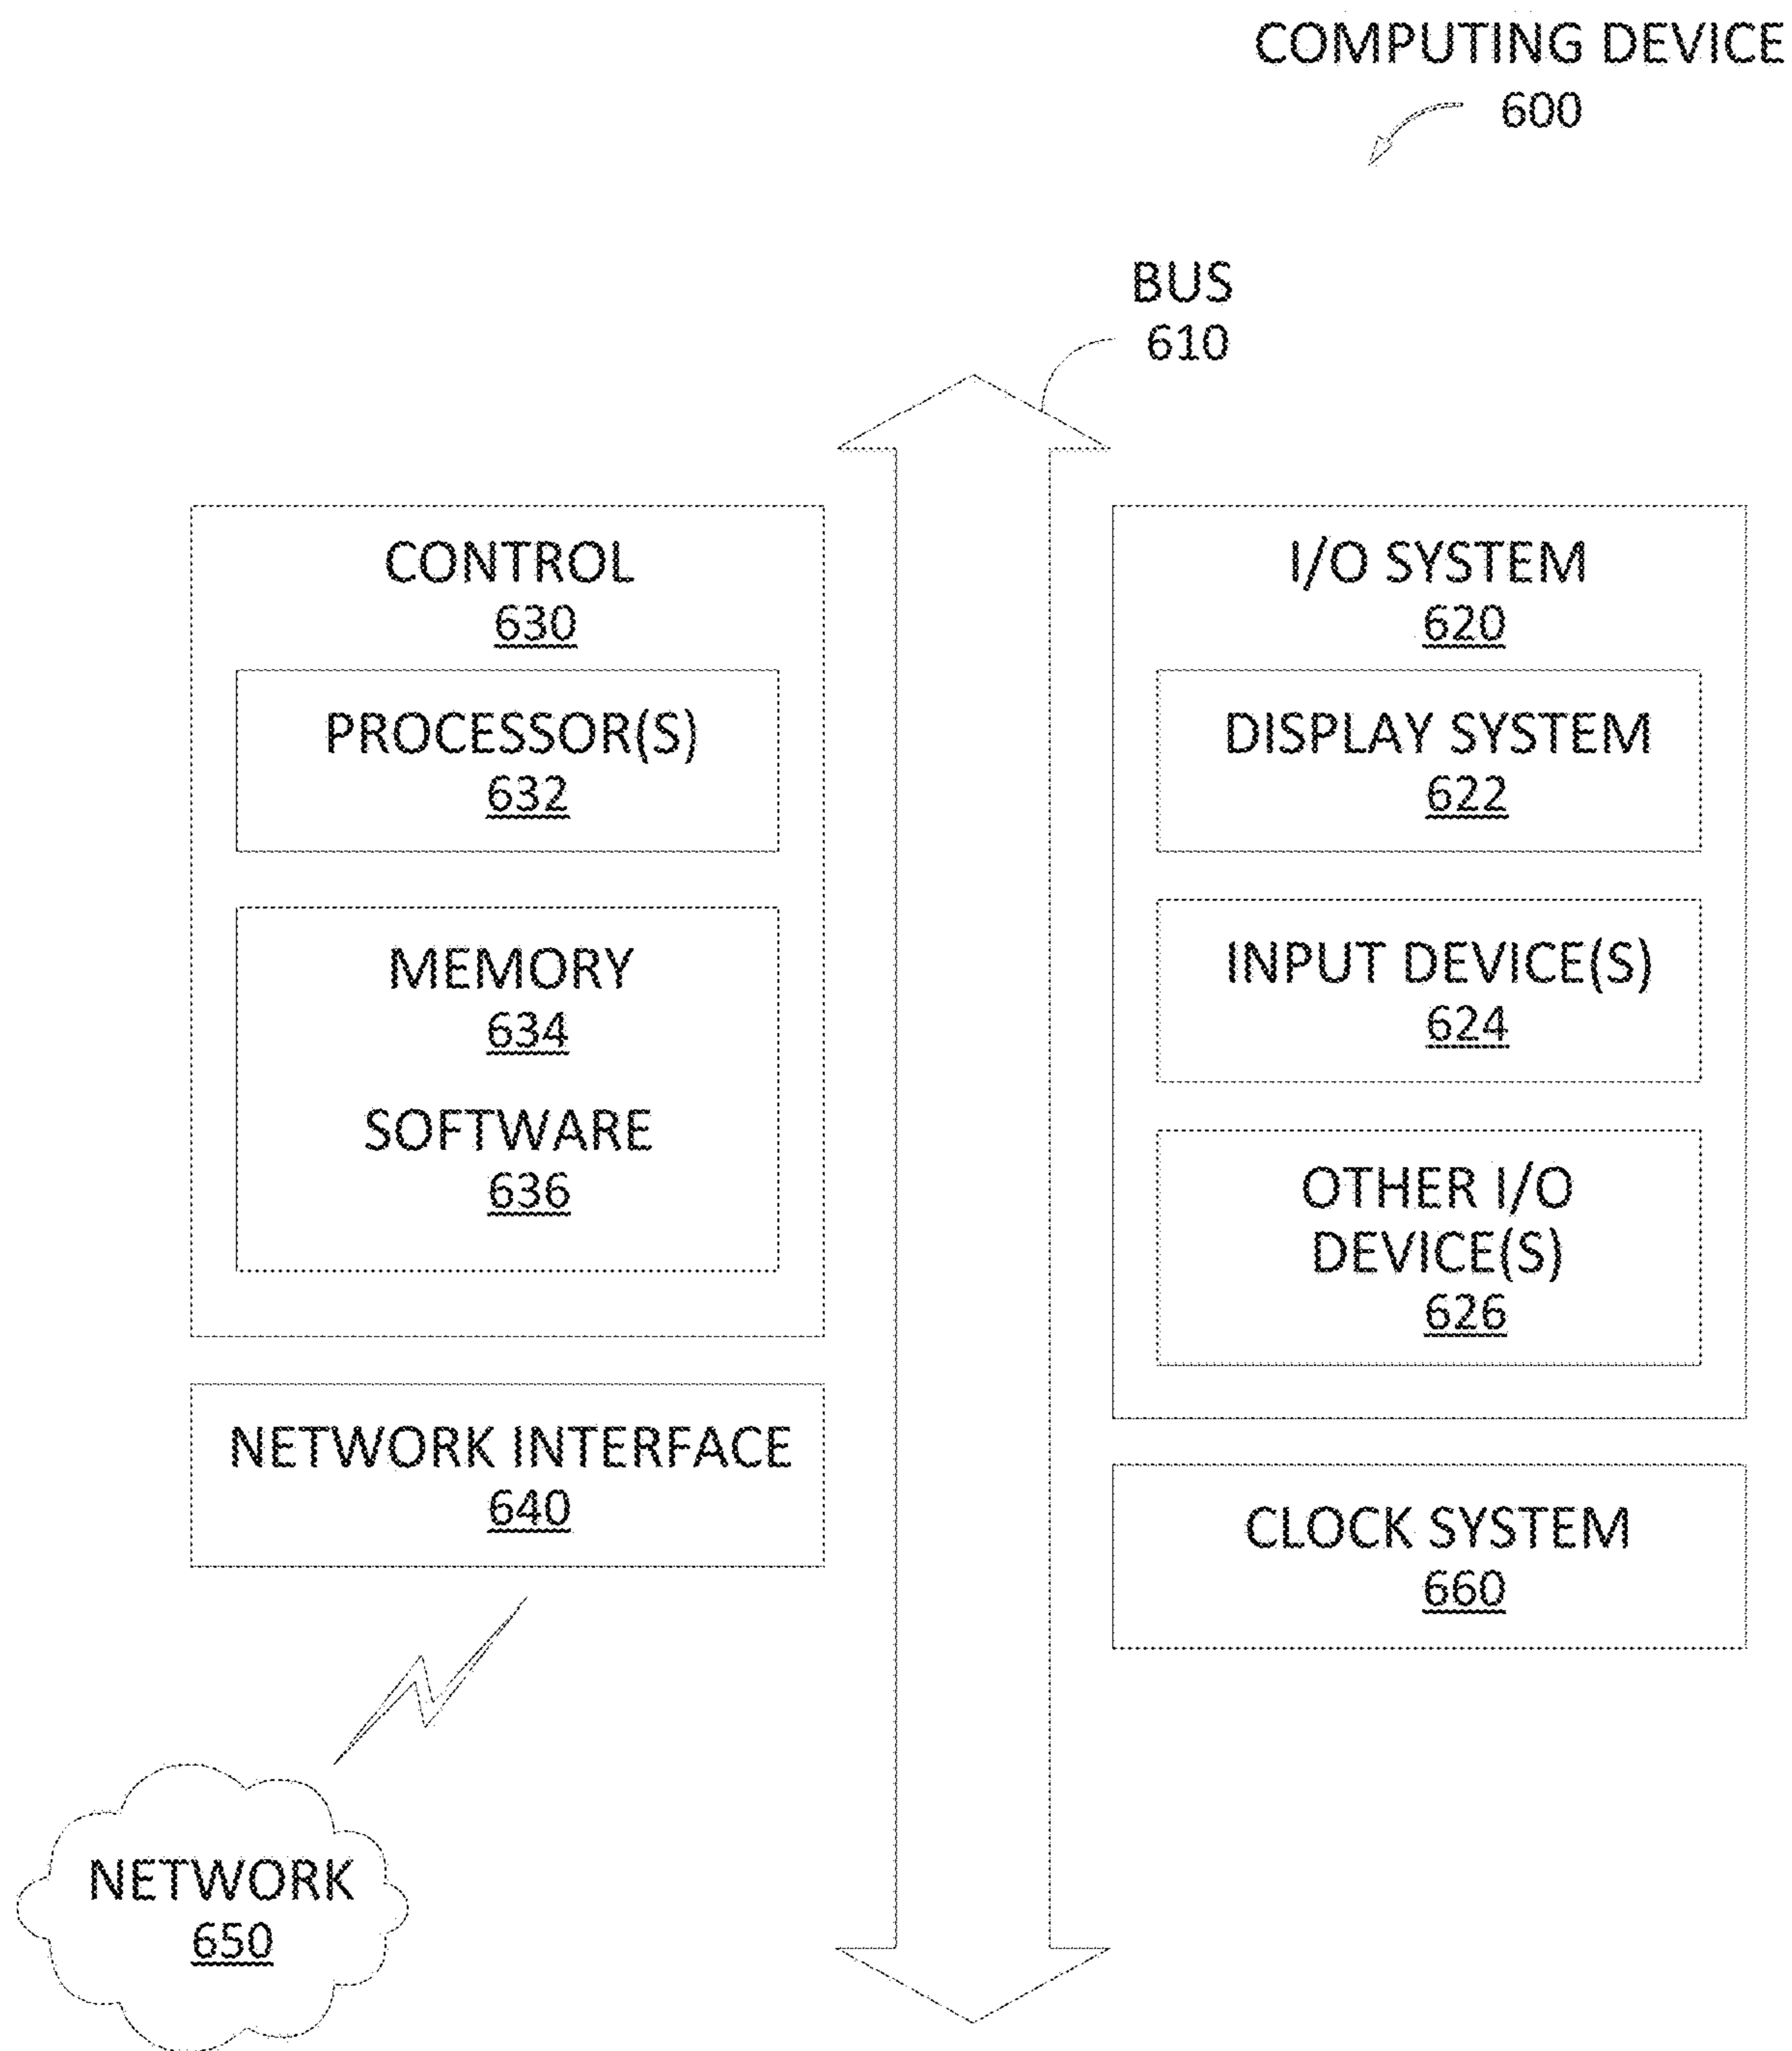 COMPUTING DEVICE
600
BUS
610
CONTROL
630
PROCESSOR(S)
632
MEMORY
634
SOFTWARE
636
NETWORK INTERFACE
640
NETWORK
650
I/O SYSTEM
620
DISPLAY SYSTEM
622
INPUT DEVICE(S)
624
OTHER I/O
DEVICE(S)
626
CLOCK SYSTEM
660